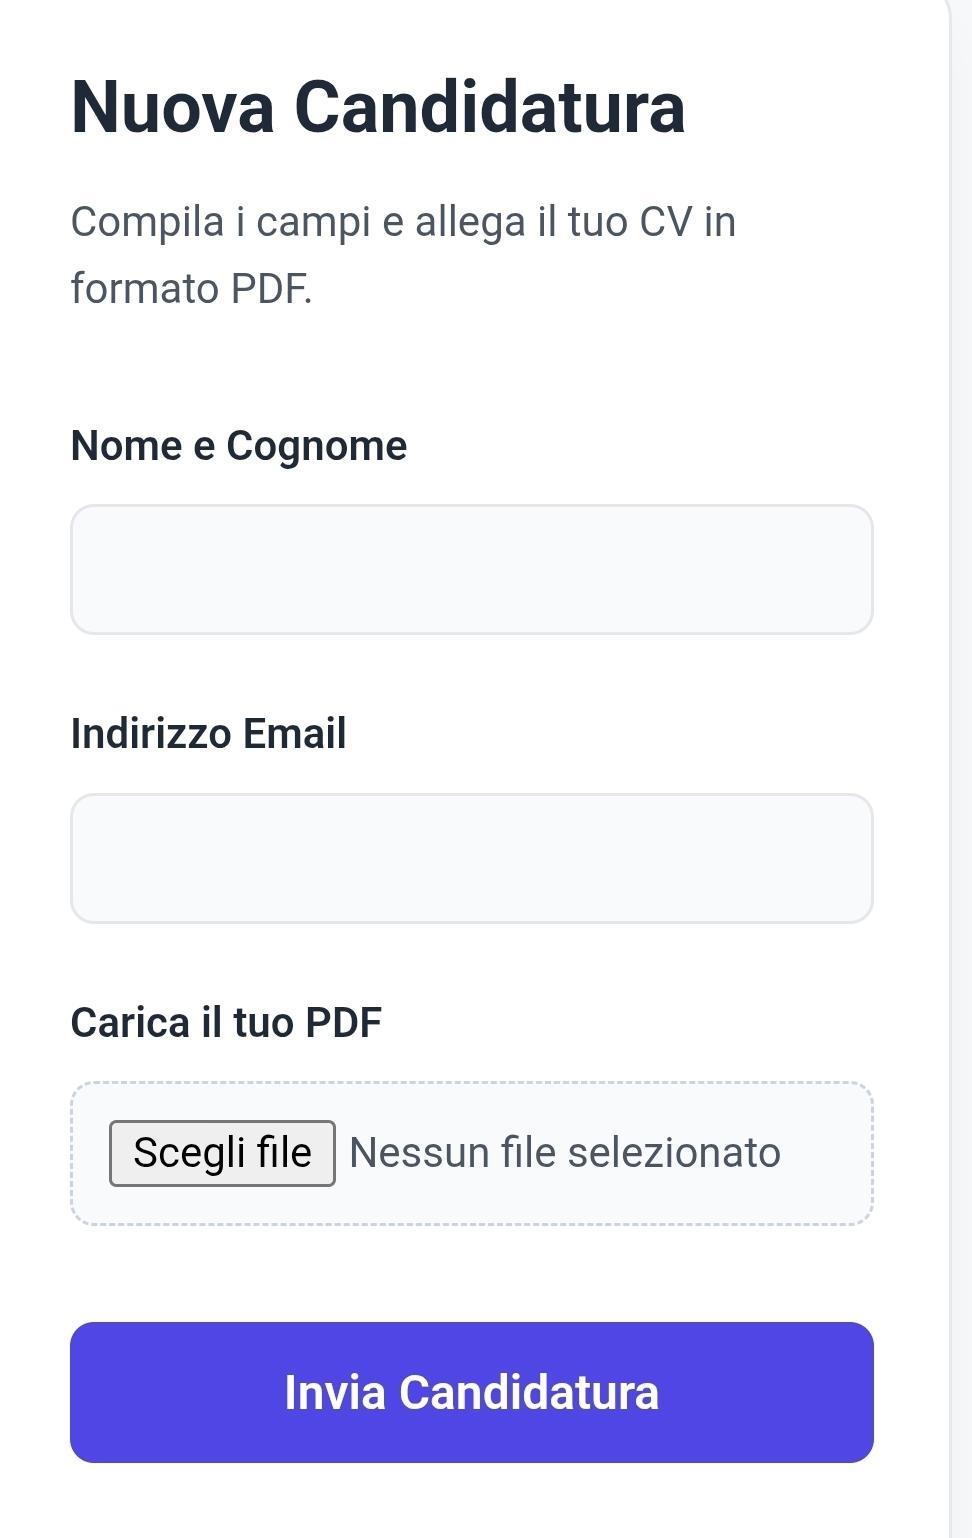 Nuova Candidatura
Compila i campi e allega il tuo CV in
formato PDF.
Nome e Cognome
Indirizzo Email
Carica il tuo PDF
Scegli file Nessun file selezionato
Invia Candidatura